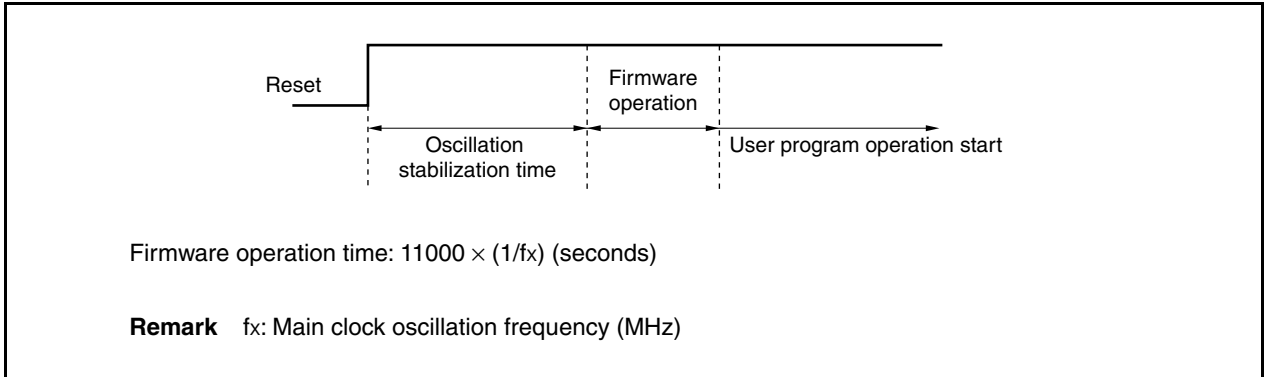 Reset
Firmware
operation
Oscillation
stabilization time
User program operation start
Firmware operation time: 11000 × (1/fx) (seconds)
Remark fx: Main clock oscillation frequency (MHz)